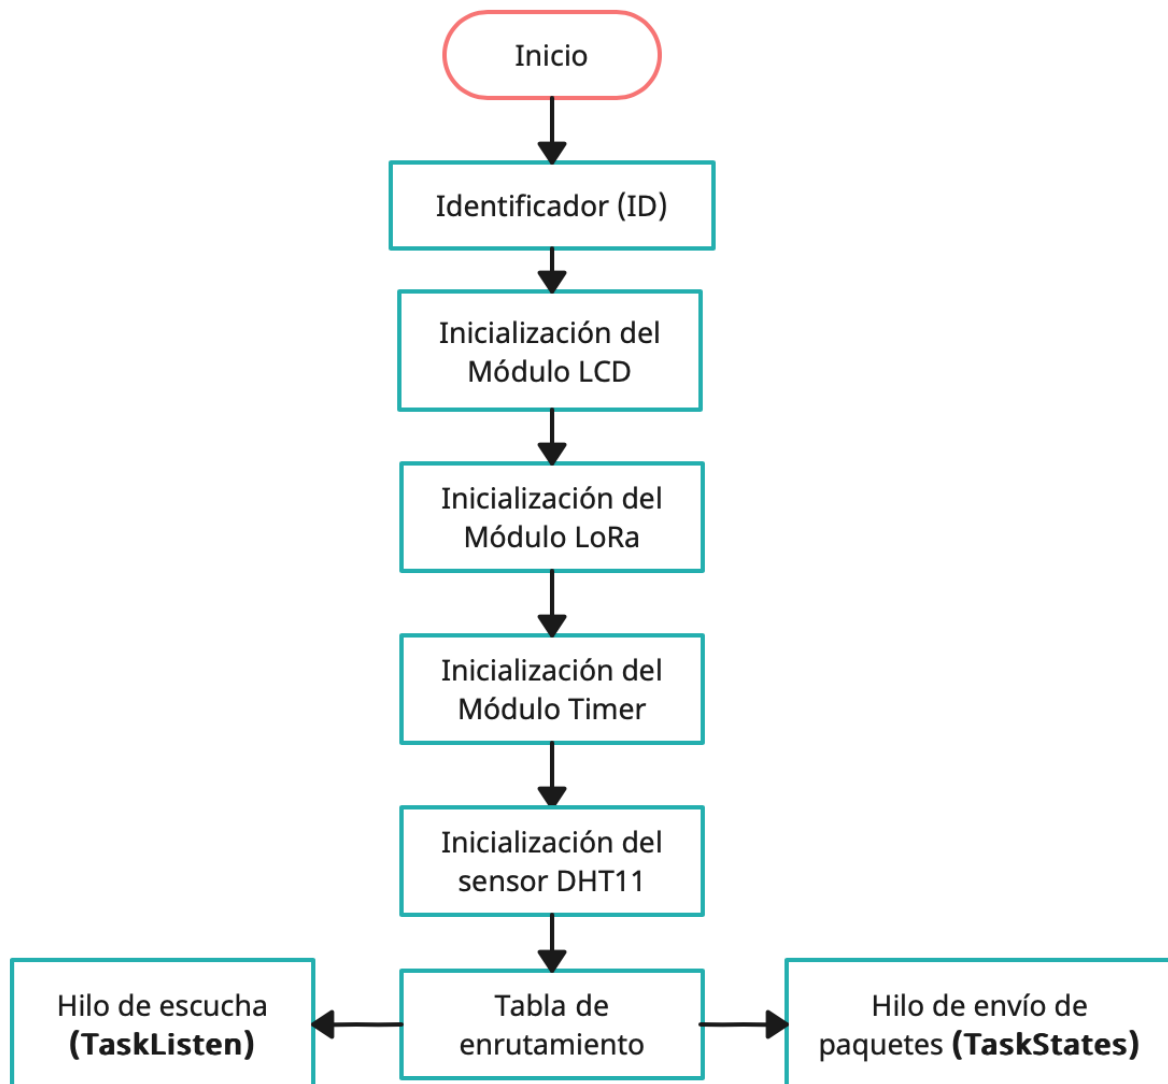 Inicio
Identificador (ID)
Inicialización del
Módulo LCD
Inicialización del
Módulo LoRa
Inicialización del
Módulo Timer
Inicialización del
sensor DHT11
Hilo de escucha
(TaskListen)
Tabla de
enrutamiento
Hilo de envío de
paquetes (TaskStates)